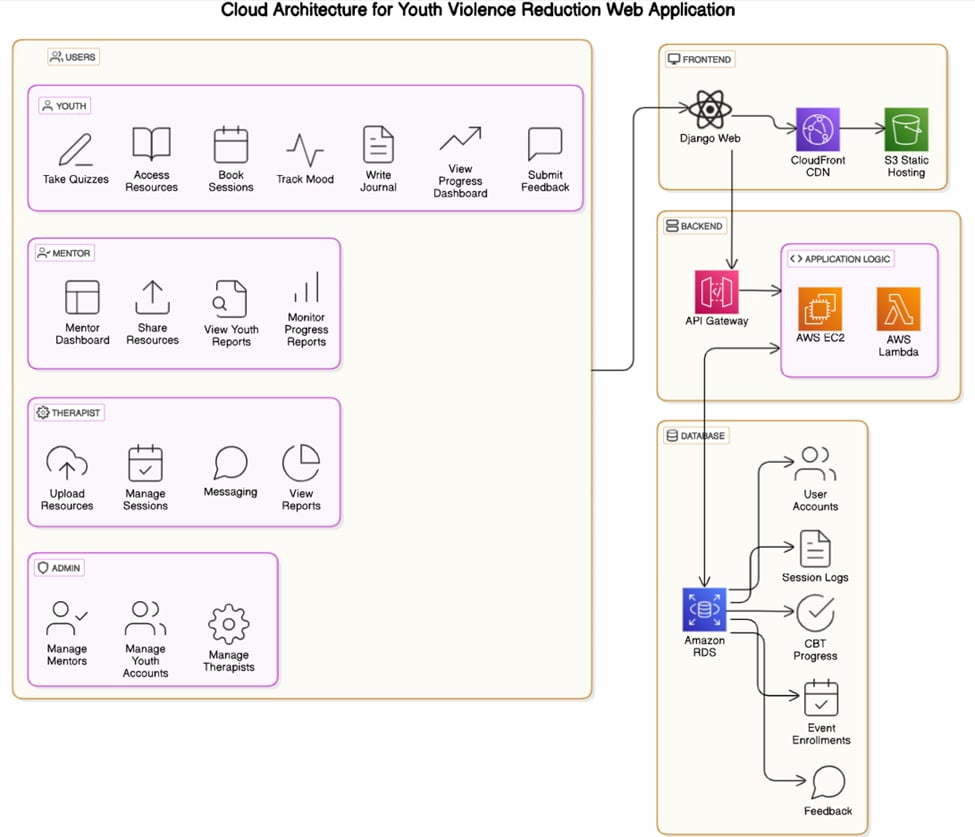 Cloud Architecture for Youth Violence Reduction Web Application
USERS
YOUTH
Take Quizzes
Access
Resources
Book
Sessions
Track Mood
Write
Journal
View
Progress
Dashboard
Submit
Feedback
MENTOR
Mentor
Dashboard
Share
Resources
View Youth
Reports
Monitor
Progress
Reports
THERAPIST
Upload
Resources
Manage
Sessions
Messaging
View
Reports
ADMIN
Manage
Mentors
Manage
Youth
Accounts
Manage
Therapists
FRONTEND
Django Web
CloudFront
CDN
S3 Static
Hosting
BACKEND
API Gateway
<> APPLICATION LOGIC
AWS EC2
AWS
Lambda
DATABASE
Amazon
RDS
User
Accounts
Session Logs
CBT
Progress
Event
Enrollments
Feedback